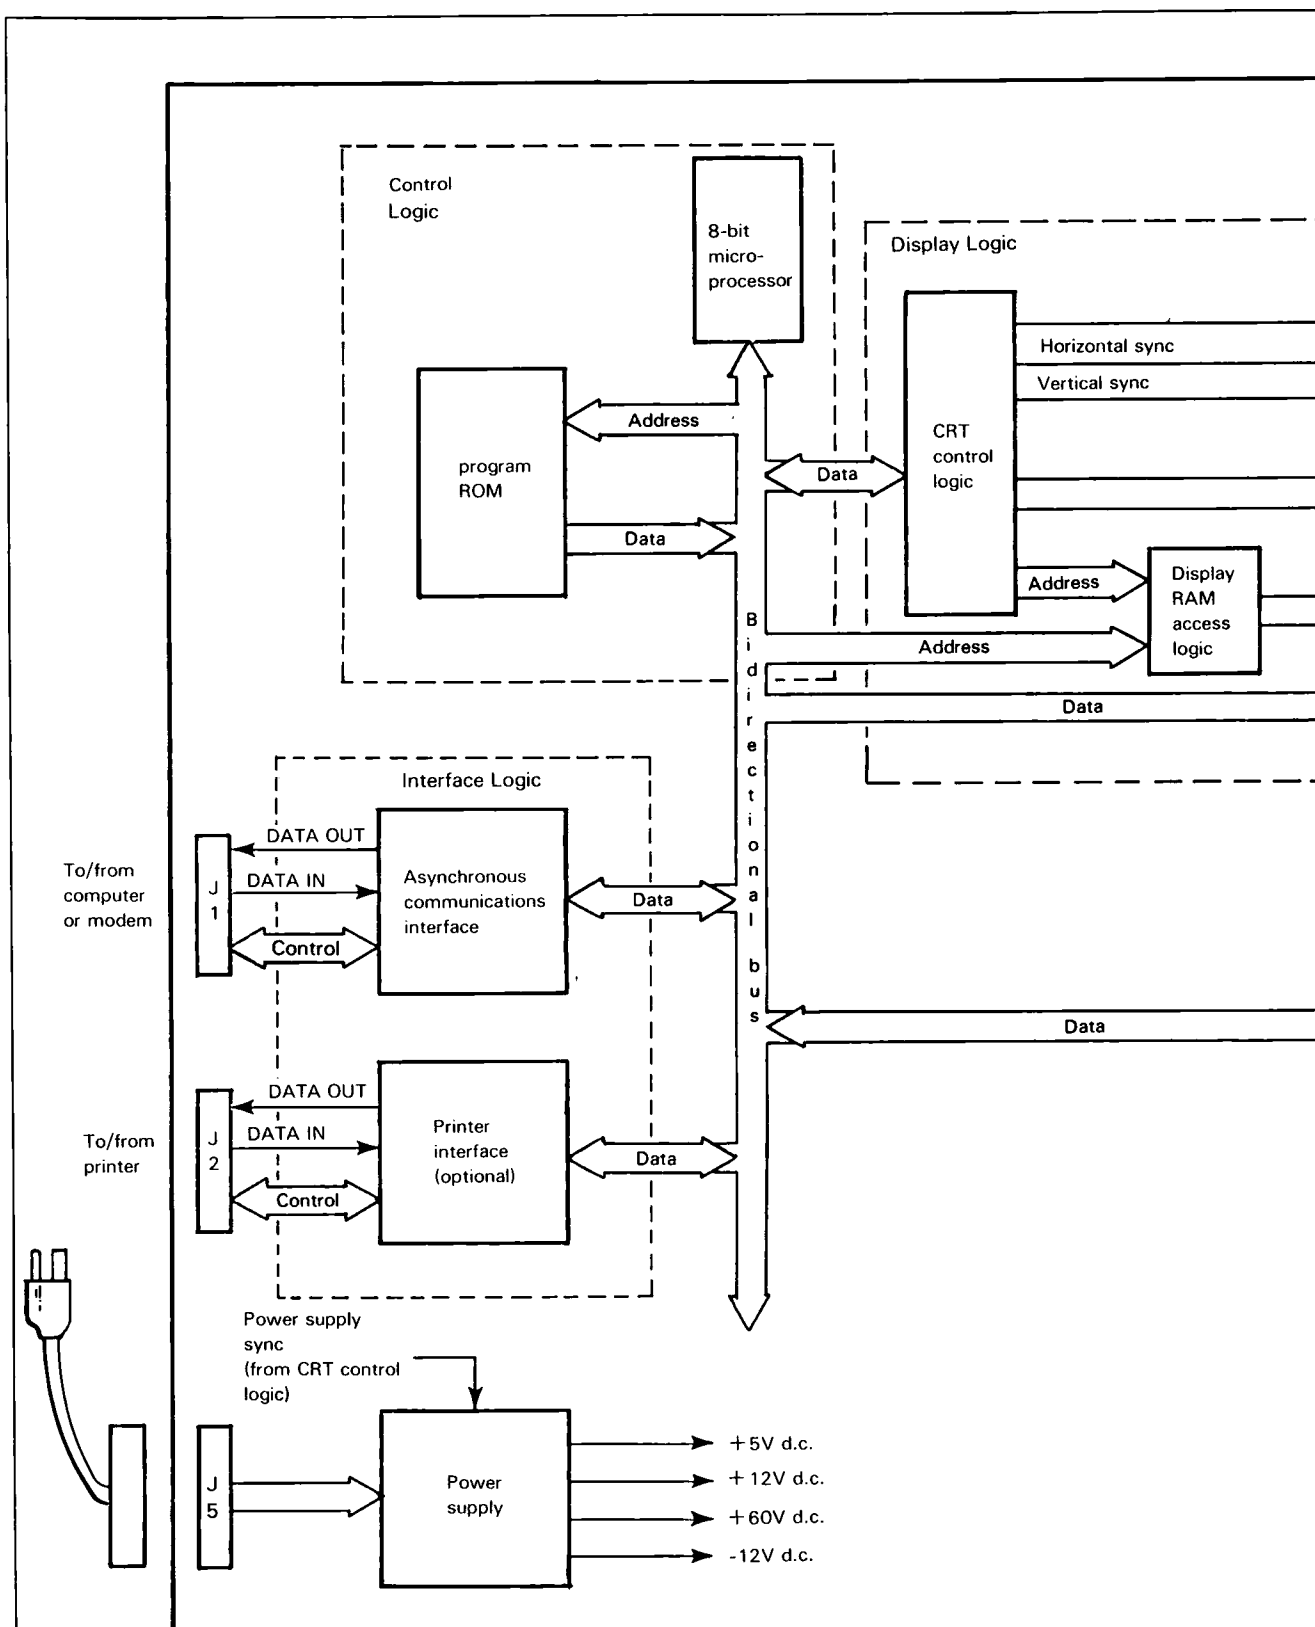 Control
Logic
8-bit
micro-
processor
Display Logic
Horizontal sync
Vertical sync
Address
program
ROM
Data
CRT
control
logic
Data
Address
Display
RAM
access
logic
Address
Data
Bidirectional bus
Interface Logic
To/from
computer
or modem
J
1
DATA OUT
DATA IN
Control
Asynchronous
communications
interface
Data
Data
To/from
printer
J
2
DATA OUT
DATA IN
Control
Printer
interface
(optional)
Data
Power supply
sync
(from CRT control
logic)
J
5
Power
supply
+5V d.c.
+12V d.c.
+60V d.c.
-12V d.c.